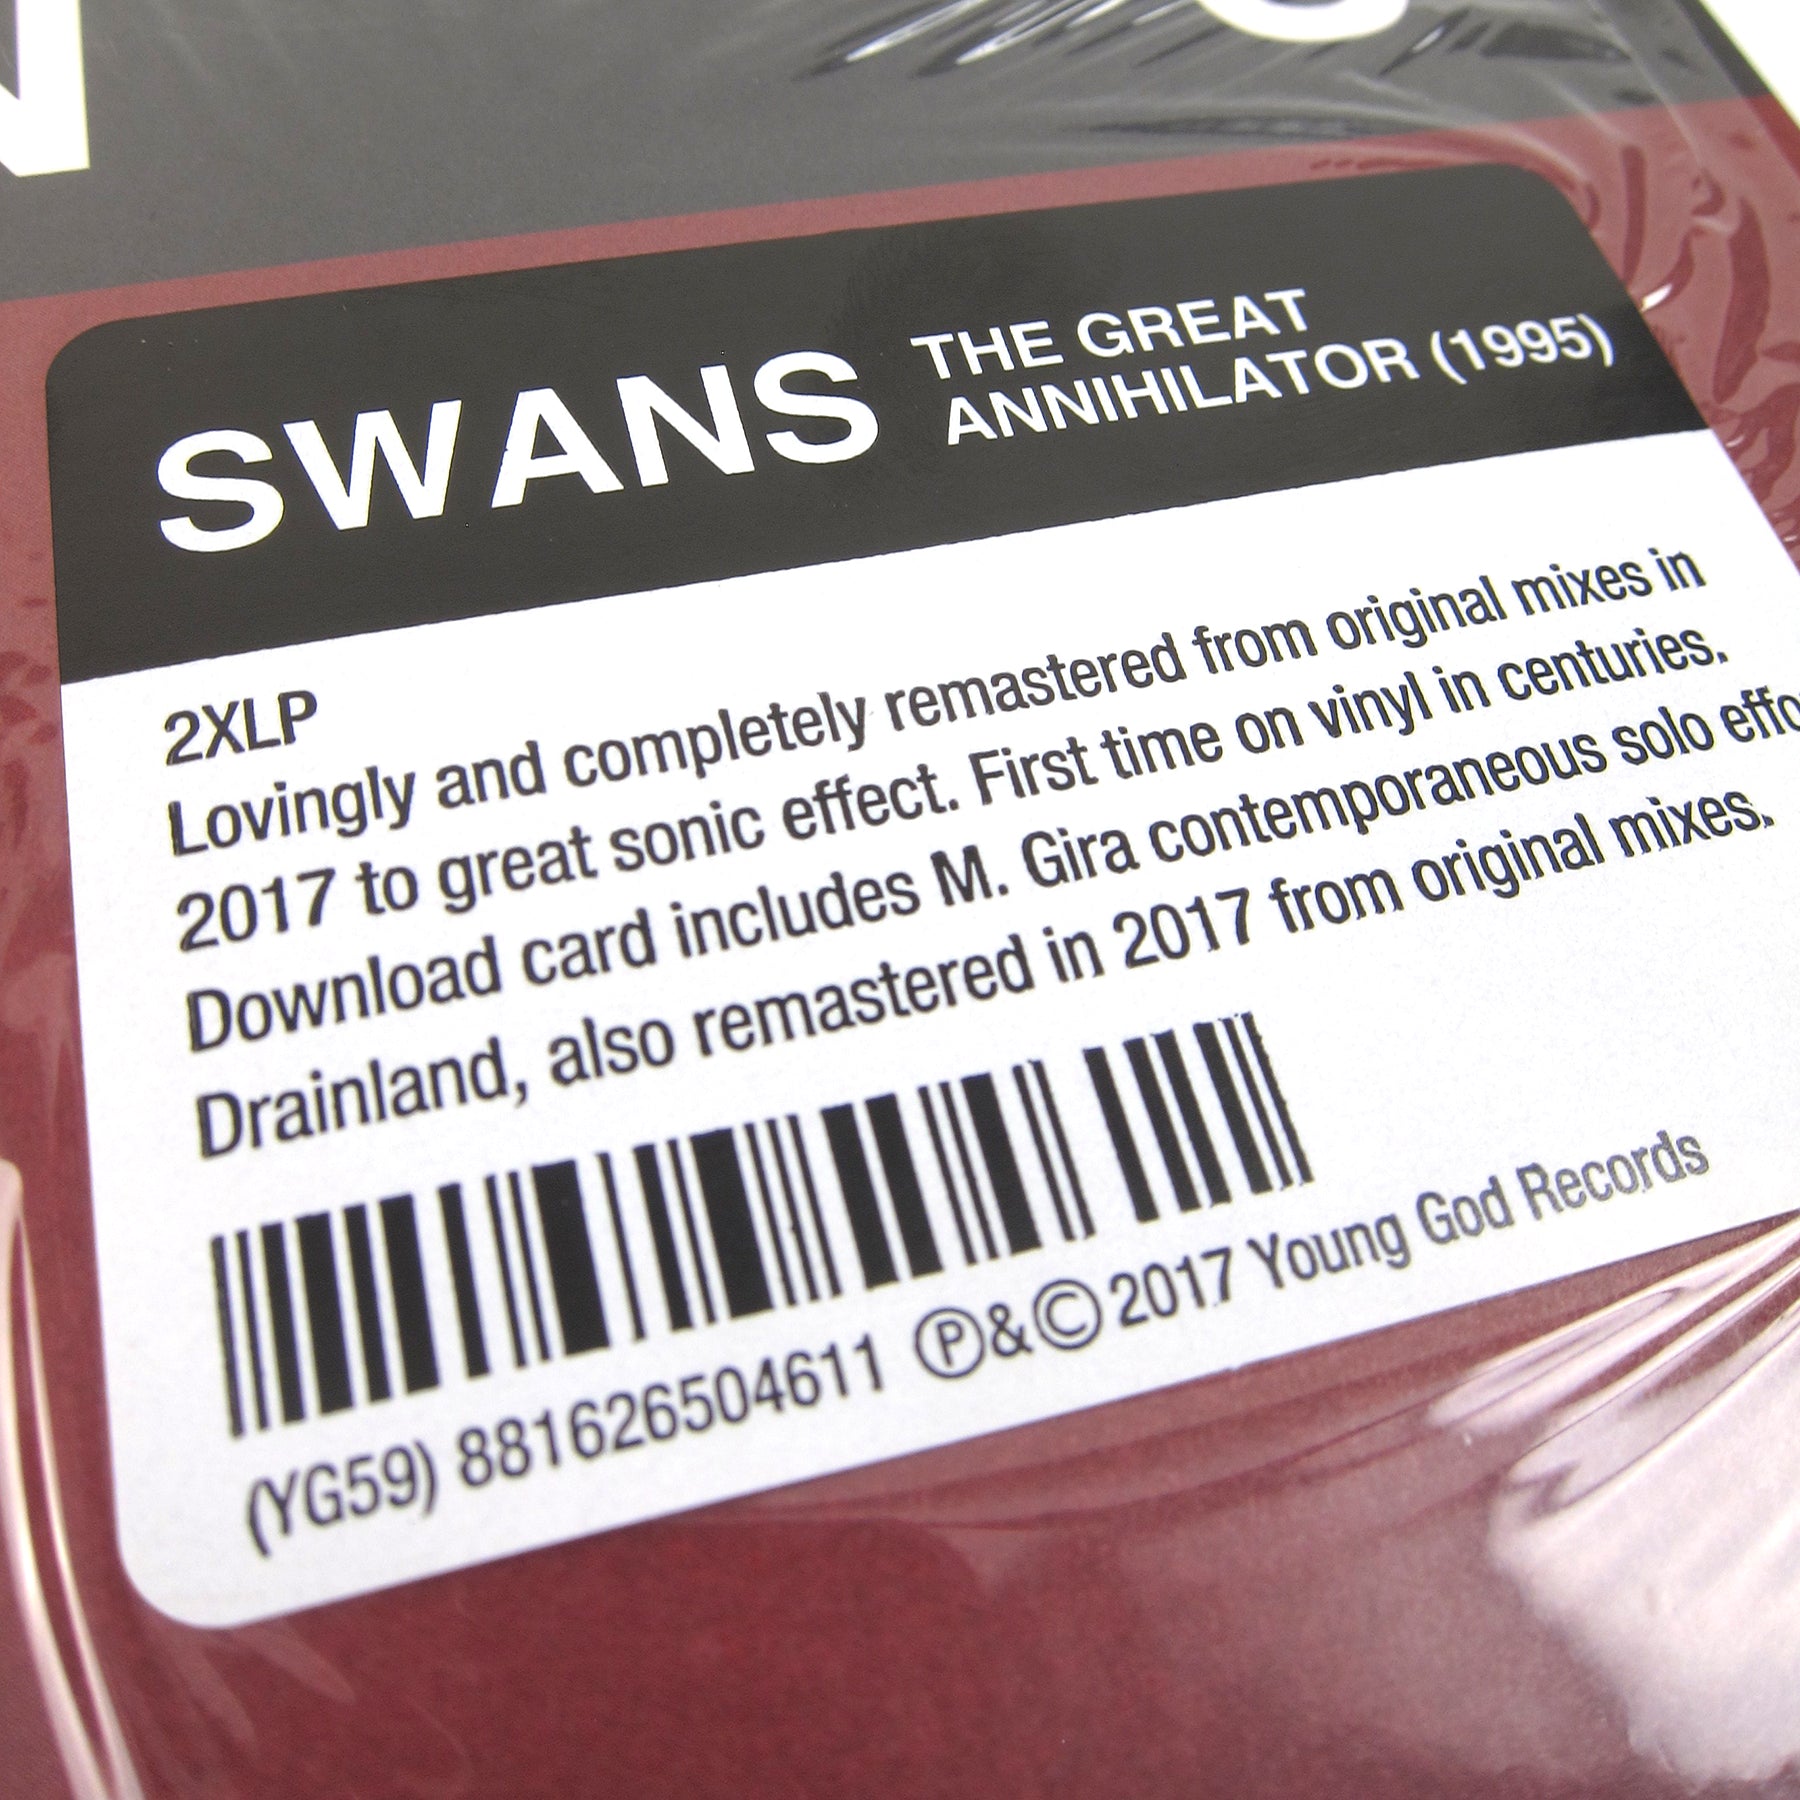 SWANS
THE GREAT
ANNIHILATOR (1995)
2XLP
Lovingly and completely remastered from original mixes in
2017 to great sonic effect. First time on vinyl in centuries.
Download card includes M. Gira contemporaneous solo
Drainland, also remastered in 2017 from original mixes.
(YG59) 881626504611 Ⓟ&© 2017 Young God Records